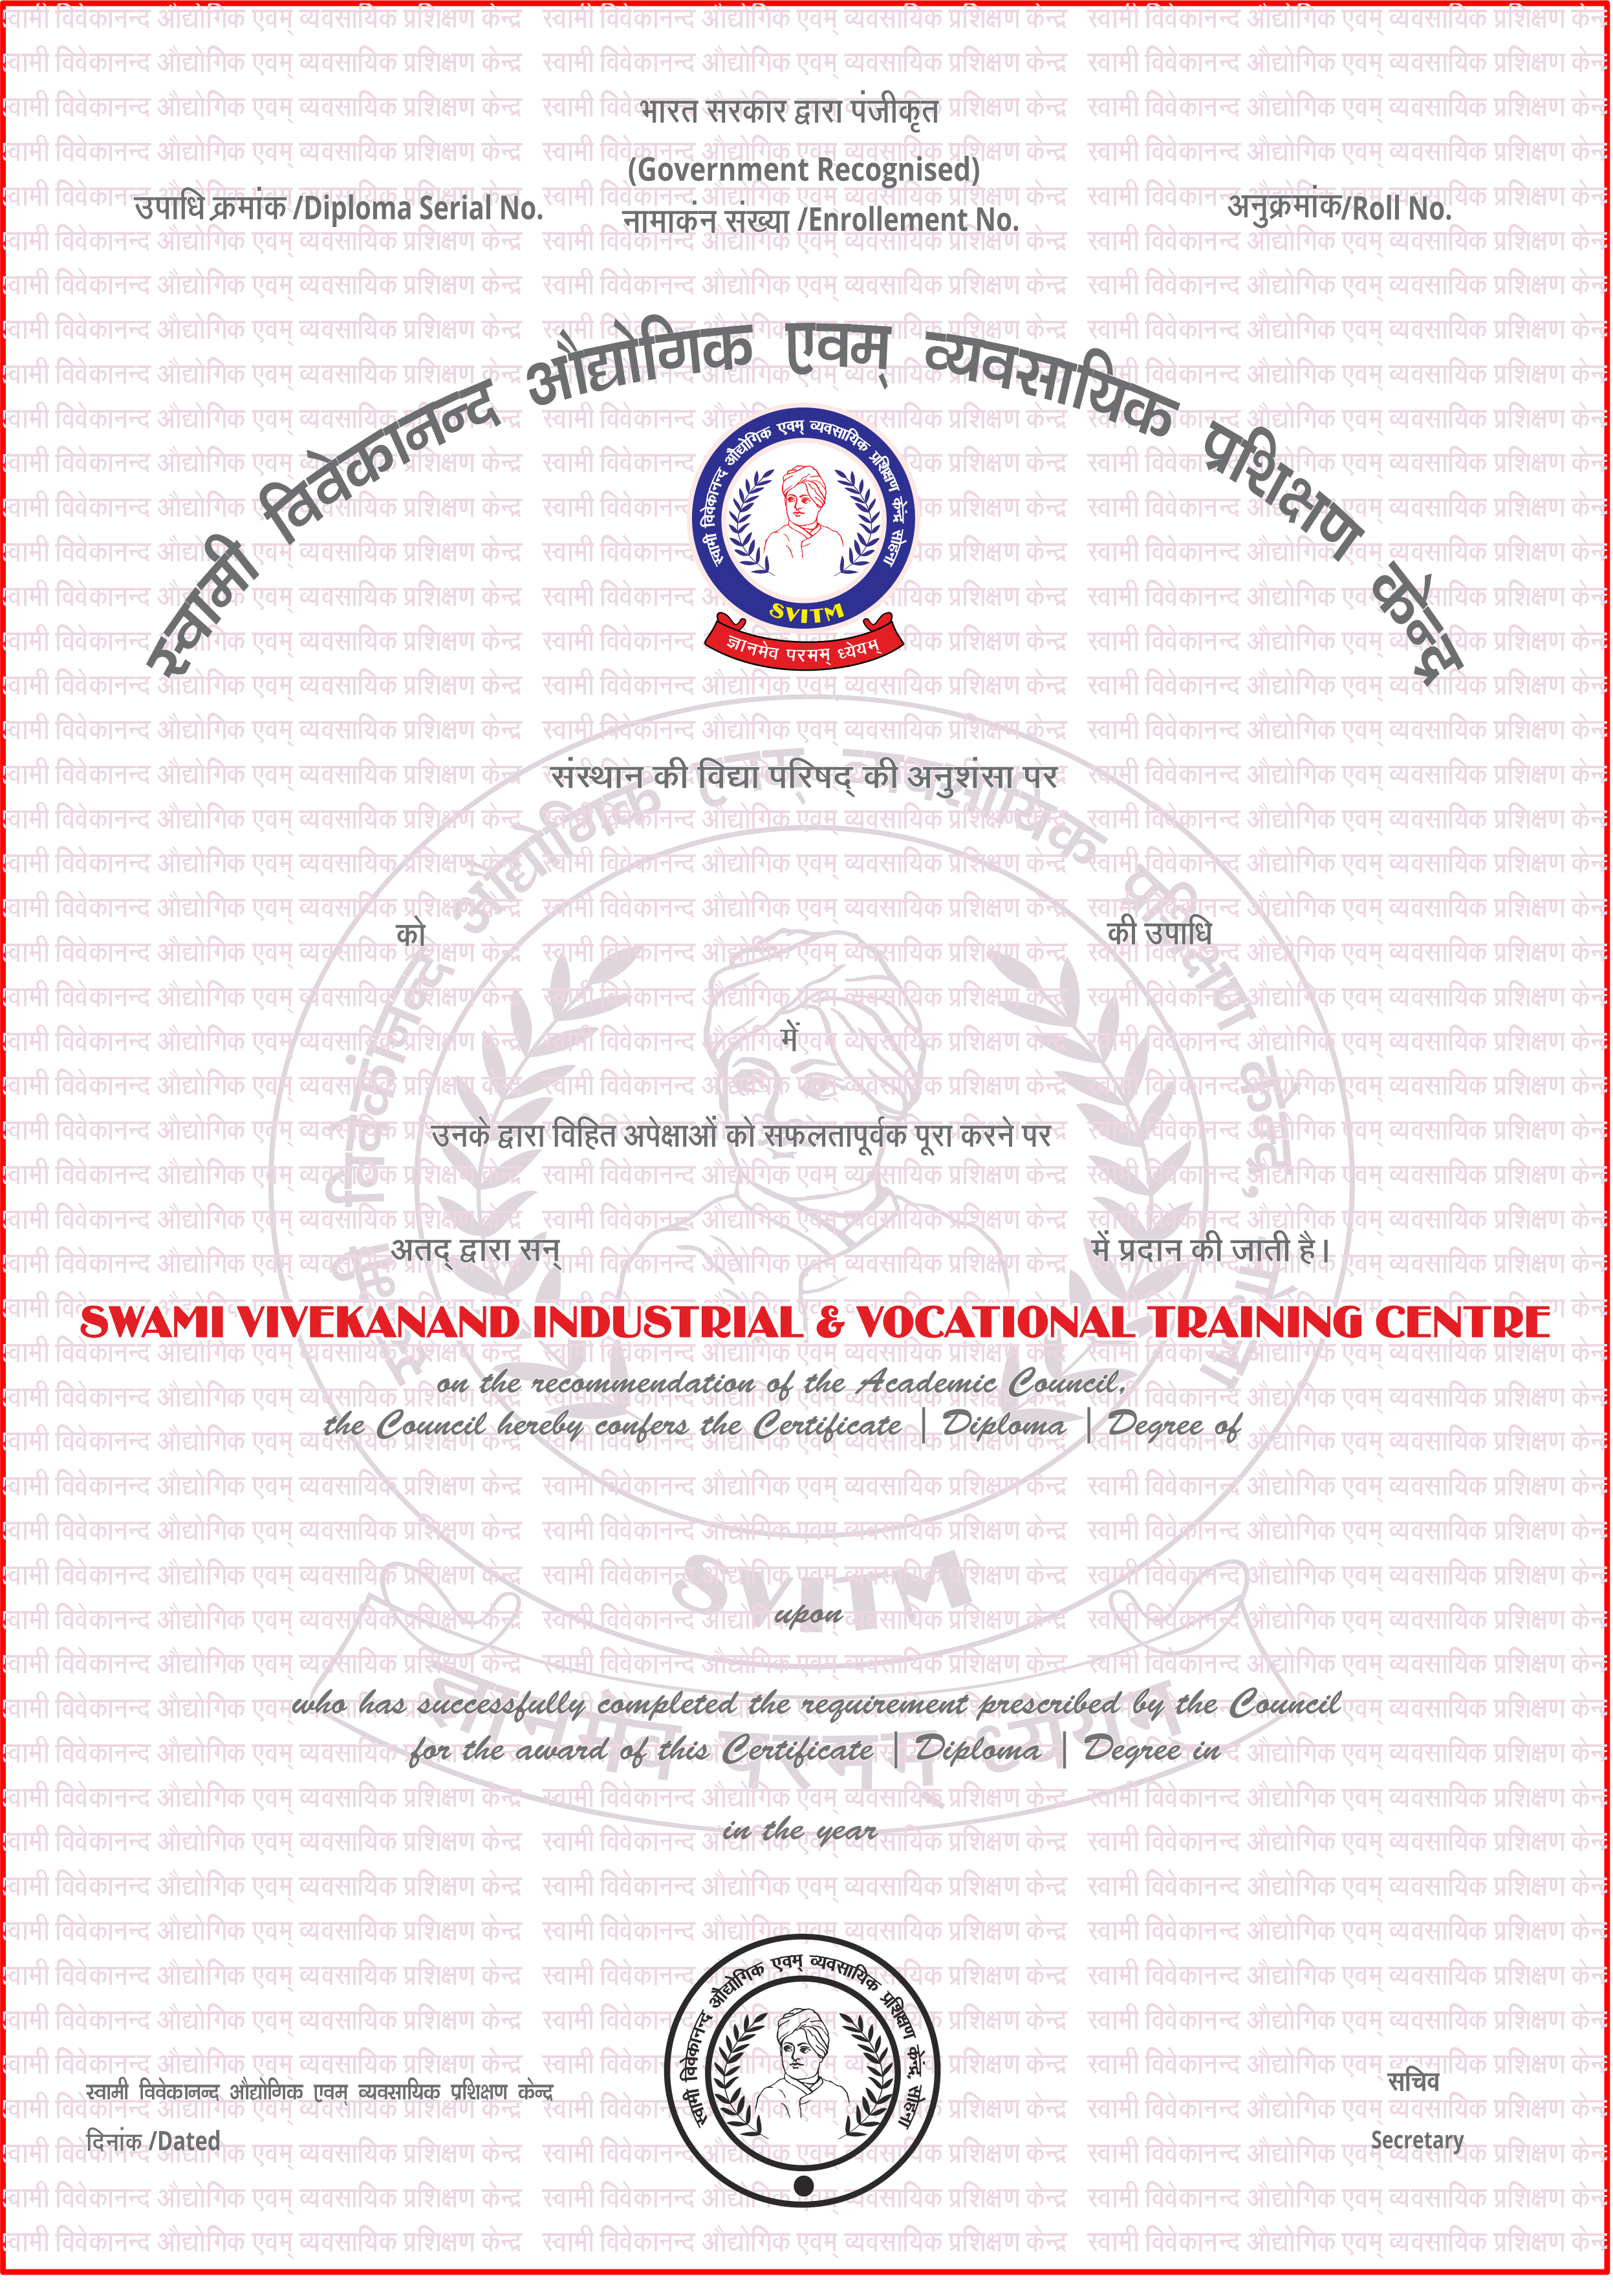 भारत सरकार द्वारा पंजीकृत
(Government Recognised)
उपाधि क्रमांक /Diploma Serial No.
नामाकंन संख्या /Enrollement No.
अनुक्रमांक/Roll No.
स्वामी विवेकानन्द औद्योगिक एवम् व्यवसायिक प्रशिक्षण केन्द्र
स्वामी विवेकानन्द औद्योगिक एवम् व्यवसायिक प्रशिक्षण केंद्र सोहना
SVITM
ज्ञानमेव परमम् ध्येयम्
संस्थान की विद्या परिषद् की अनुशंसा पर
को
की उपाधि
में
उनके द्वारा विहित अपेक्षाओं को सफलतापूर्वक पूरा करने पर
अतद् द्वारा सन्
में प्रदान की जाती है।
SWAMI VIVEKANAND INDUSTRIAL & VOCATIONAL TRAINING CENTRE
on the recommendation of the Academic Council,
the Council hereby confers the Certificate | Diploma | Degree of
SVITM
upon
who has successfully completed the requirement prescribed by the Council
for the award of this Certificate | Diploma | Degree in
in the year
स्वामी विवेकानन्द औद्योगिक एवम् व्यवसायिक प्रशिक्षण केंद्र सोहना
स्वामी विवेकानन्द औद्योगिक एवम् व्यवसायिक प्रशिक्षण केन्द्र
सचिव
दिनांक /Dated
Secretary